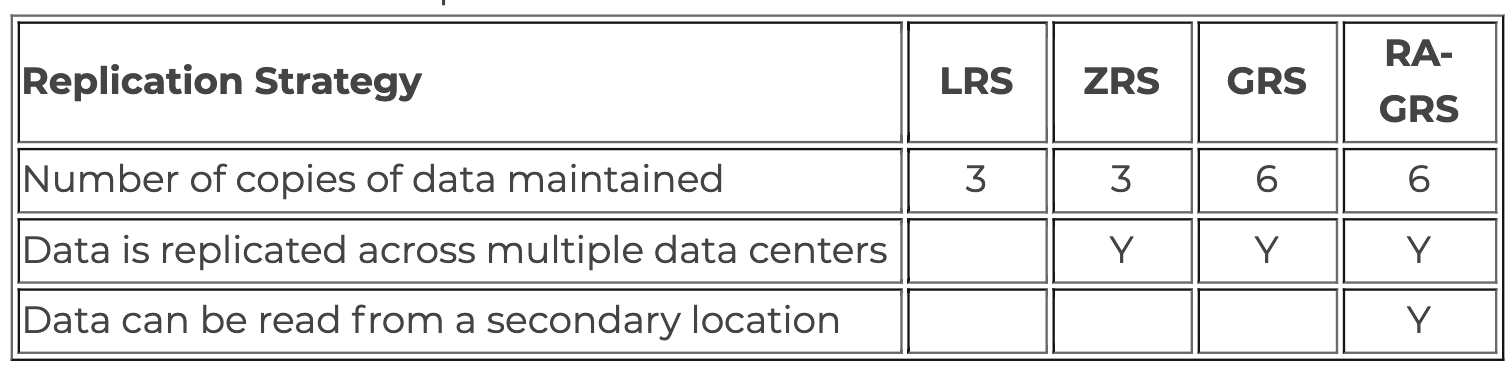 Replication Strategy LRS ZRS GRS RA-
GRS
Number of copies of data maintained 3 3 6 6
Data is replicated across multiple data centers Y Y Y
Data can be read from a secondary location Y